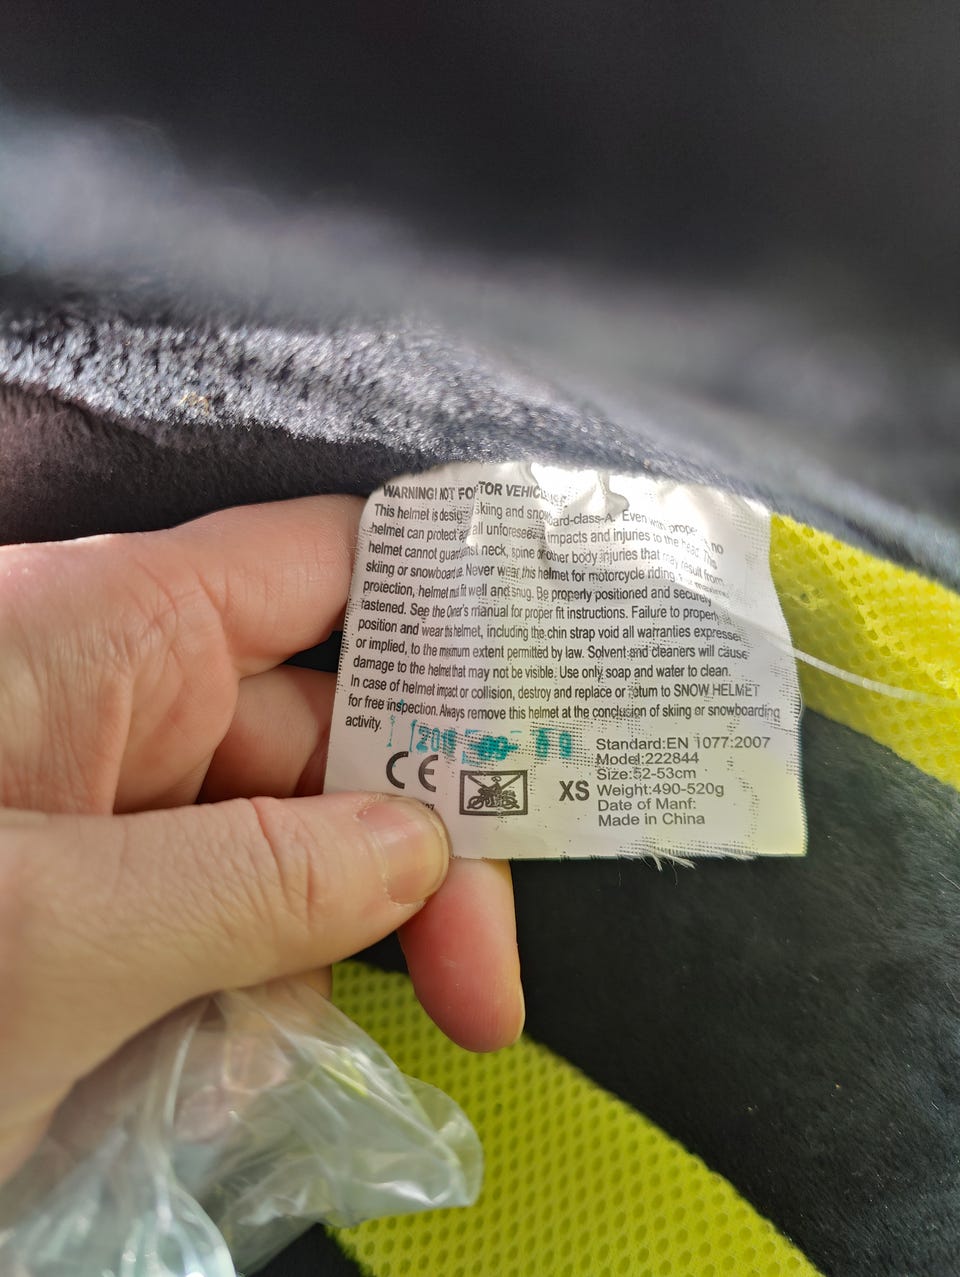 WARNING! NOT FOR TOR VEHICL
This helmet is desig skiing and snowboard-class-A. Even with prope no
helmet can protect all unforesee impacts and injuries to the head. This
helmet cannot guard inst neck, spine or other body injuries that may result from
skiing or snowboard Never wear this helmet for motorcycle riding
protection, helmet must fit well and snug. Be properly positioned and securely
fastened. See the Owner's manual for proper fit instructions. Failure to properly
position and wear this helmet, including the chin strap void all warranties expresse
or implied, to the maximum extent permitted by law. Solvent and cleaners will cause
damage to the helmet that may not be visible. Use only soap and water to clean.
In case of helmet impact or collision, destroy and replace or return to SNOW HELMET
for free inspection. Always remove this helmet at the conclusion of skiing or snowboarding
activity.
CE
XS
Standard:EN 1077:2007
Model:222844
Size:52-53cm
Weight:490-520g
Date of Manf:
Made in China